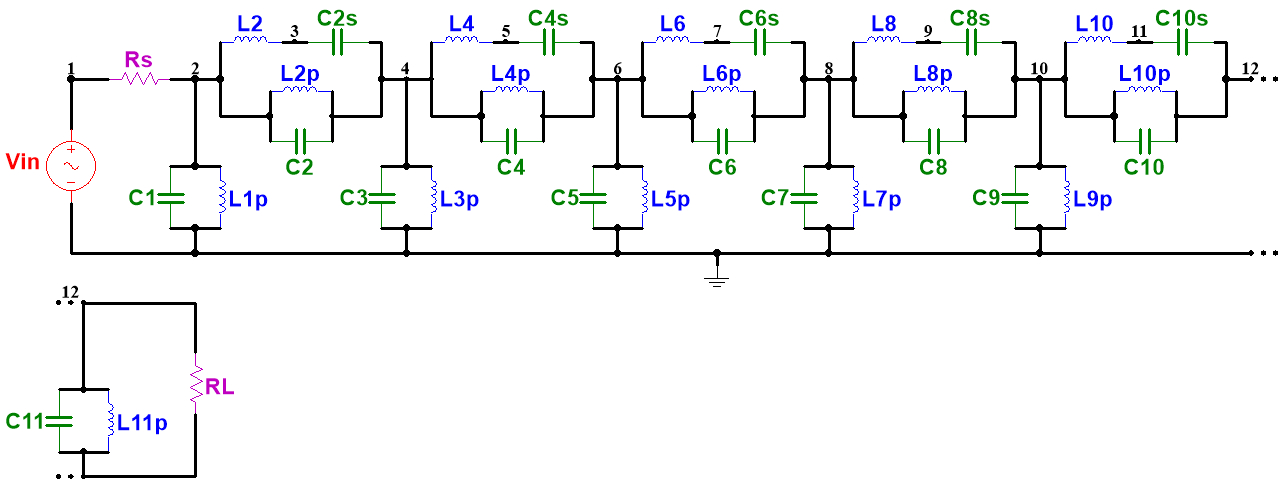 L2 3 C2s L4 5 C4s L6 7 C6s L8 9 C8s L10 11 C10s
1 Rs 2 L2p 4 L4p 6 L6p 8 L8p 10 L10p 12
Vin + − C2 C4 C6 C8 C10
C1 L1p C3 L3p C5 L5p C7 L7p C9 L9p
12
RL
C11 L11p